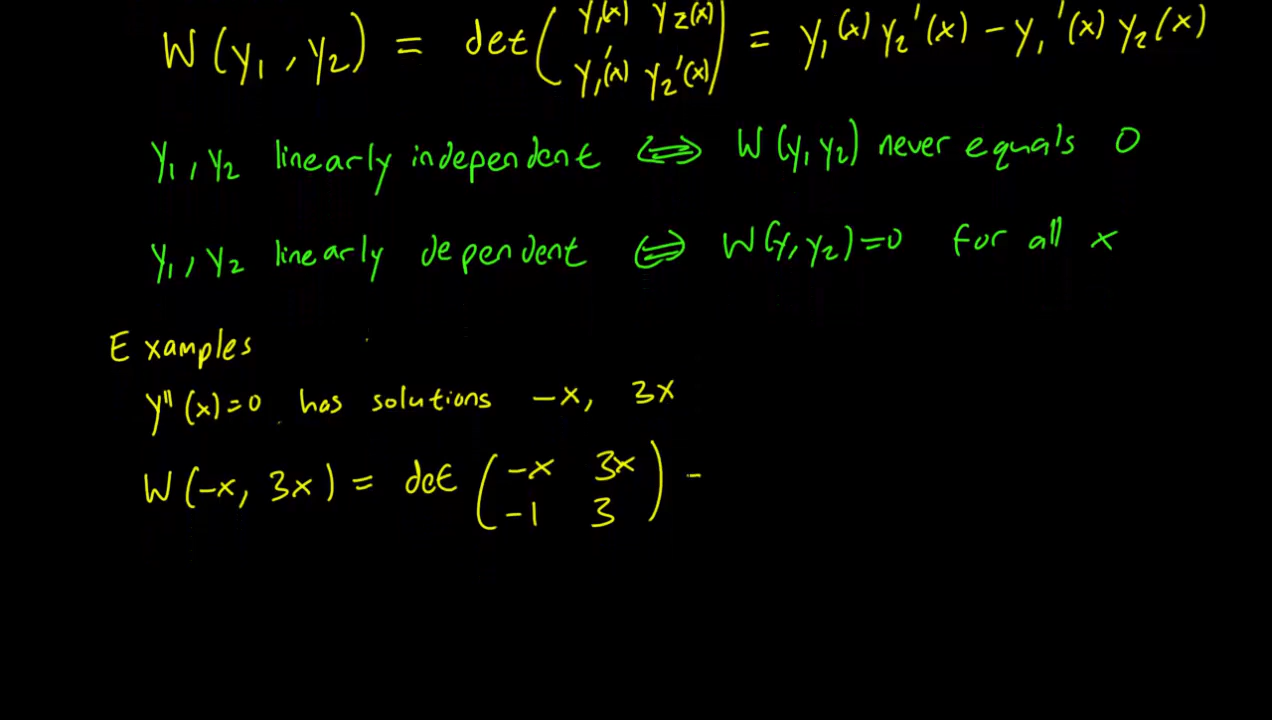 W(y₁, y₂) = det( y₁(x) y₂(x) y₁'(x) y₂'(x) ) = y₁(x) y₂'(x) - y₁'(x) y₂(x)
y₁, y₂ linearly independent ⟺ W(y₁ y₂) never equals 0
y₁, y₂ linearly dependent ⟺ W(y₁, y₂)=0 for all x
Examples
y''(x)=0 has solutions -x, 3x
W(-x, 3x) = det ( -x 3x
-1 3 ) -